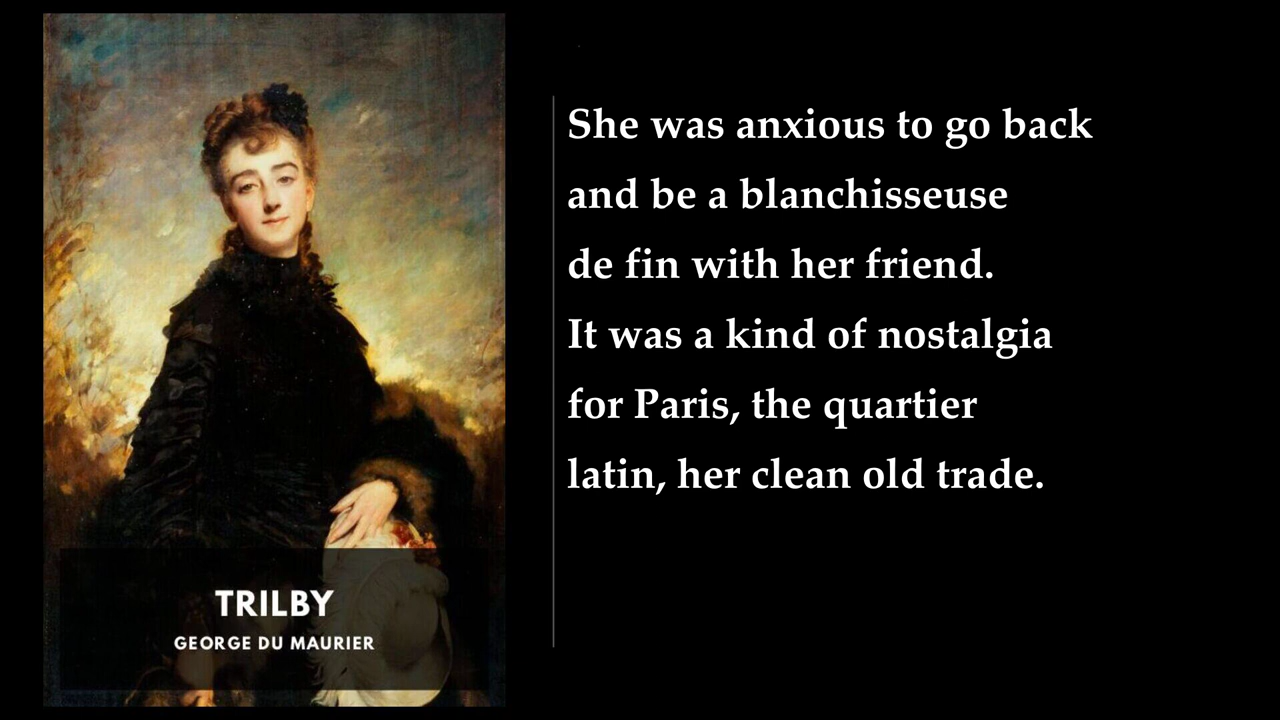 TRILBY
GEORGE DU MAURIER
She was anxious to go back
and be a blanchisseuse
de fin with her friend.
It was a kind of nostalgia
for Paris, the quartier
latin, her clean old trade.